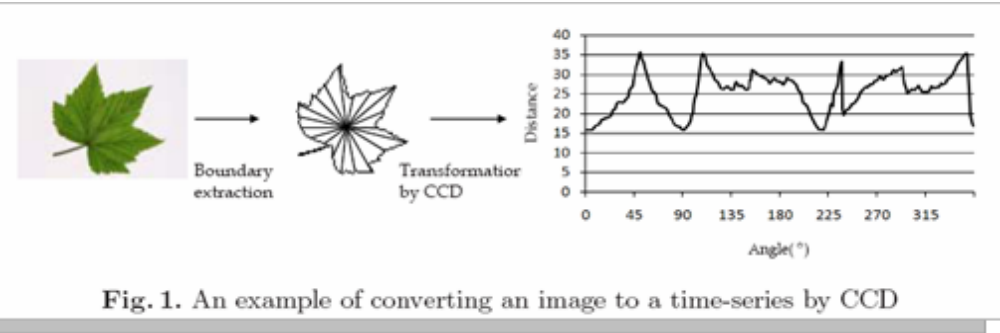 Boundary
extraction
Transformation
by CCD
Distance
40
35
30
25
20
15
10
5
0
0 45 90 135 180 225 270 315
Angle(°)
Fig. 1. An example of converting an image to a time-series by CCD